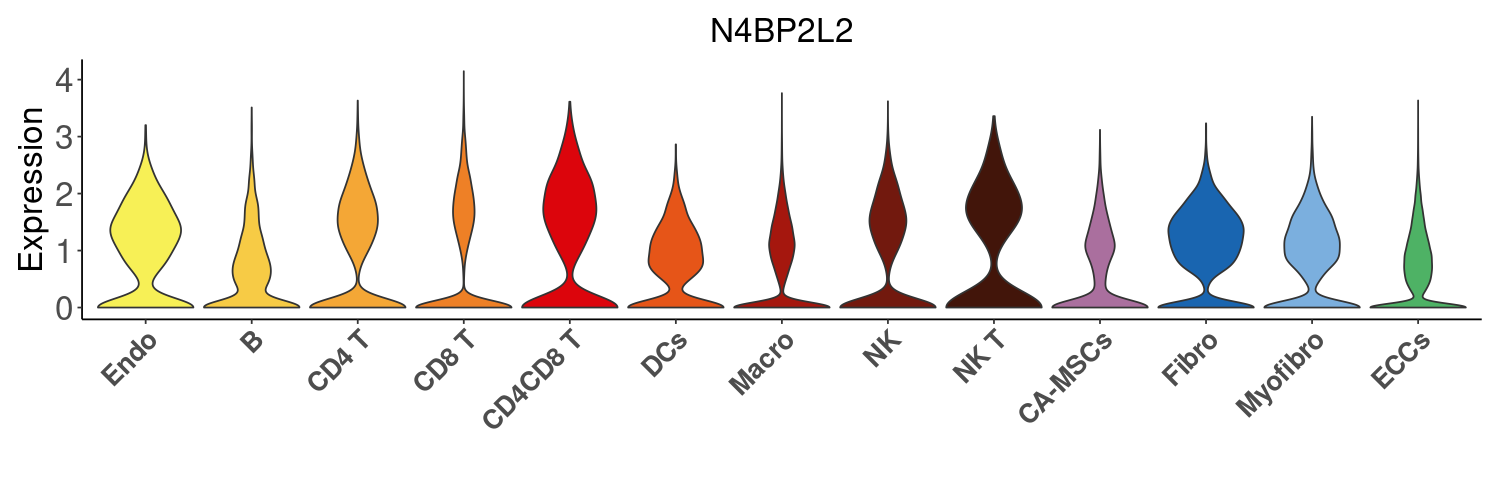 N4BP2L2
Expression
4
3
2
1
0
Endo
B
CD4 T
CD8 T
CD4CD8 T
DCs
Macro
NK
NK T
CA-MSCs
Fibro
Myofibro
ECCs